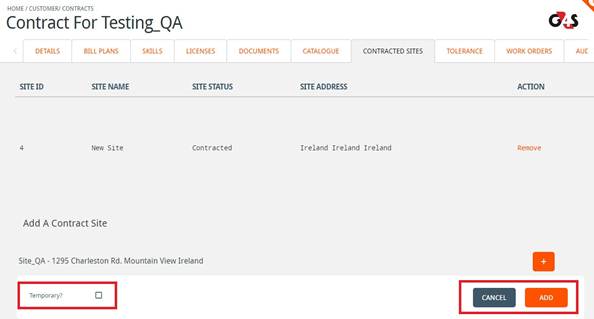 HOME / CUSTOMER/ CONTRACTS
Contract For Testing_QA
G4S
DETAILS BILL PLANS SKILLS LICENSES DOCUMENTS CATALOGUE CONTRACTED SITES TOLERANCE WORK ORDERS AUD
SITE ID SITE NAME SITE STATUS SITE ADDRESS ACTION
4 New Site Contracted Ireland Ireland Ireland Remove
Add A Contract Site
Site_QA - 1295 Charleston Rd. Mountain View Ireland +
Temporary? CANCEL ADD